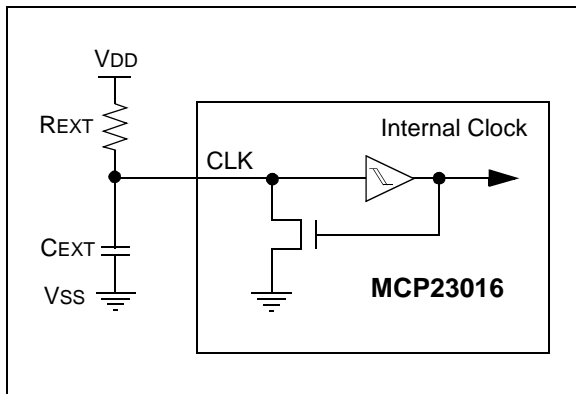 VDD
REXT
Internal Clock
CLK
CEXT
VSS
MCP23016